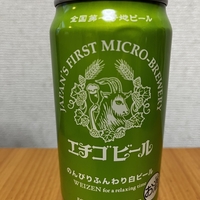 全国第一号地ビール
JAPAN'S FIRST MICRO-BREWERY
エチゴビール
のんびりふんわり白ビール
WEIZEN for a relaxing time